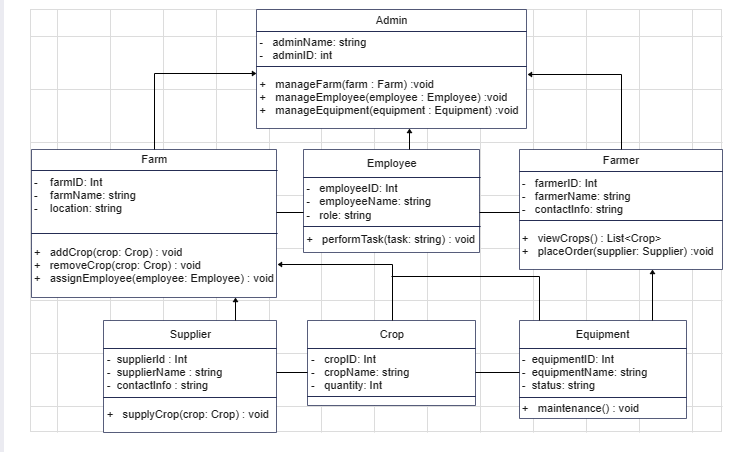 Admin
- adminName: string
- adminID: int
+ manageFarm(farm : Farm) :void
+ manageEmployee(employee : Employee) :void
+ manageEquipment(equipment : Equipment) :void
Farm
- farmID: Int
- farmName: string
- location: string
+ addCrop(crop: Crop) : void
+ removeCrop(crop: Crop) : void
+ assignEmployee(employee: Employee) : void
Employee
- employeeID: Int
- employeeName: string
- role: string
+ performTask(task: string) : void
Farmer
- farmerID: Int
- farmerName: string
- contactInfo: string
+ viewCrops() : List<Crop>
+ placeOrder(supplier: Supplier) :void
Supplier
- supplierId : Int
- supplierName : string
- contactInfo : string
+ supplyCrop(crop: Crop) : void
Crop
- cropID: Int
- cropName: string
- quantity: Int
Equipment
- equipmentID: Int
- equipmentName: string
- status: string
+ maintenance() : void